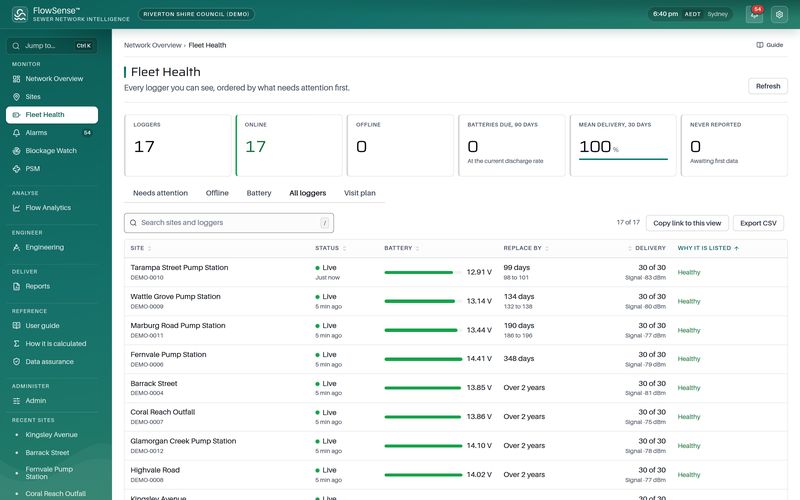 FlowSense™
SEWER NETWORK INTELLIGENCE
RIVERTON SHIRE COUNCIL (DEMO)
6:40 pm AEDT Sydney
54
Jump to... Ctrl K
MONITOR
Network Overview
Sites
Fleet Health
Alarms 54
Blockage Watch
PSM
ANALYSE
Flow Analytics
ENGINEER
Engineering
DELIVER
Reports
REFERENCE
User guide
How it is calculated
Data assurance
ADMINISTER
Admin
RECENT SITES
Kingsley Avenue
Barrack Street
Fernvale Pump
Station
Coral Reach Outfall
Network Overview › Fleet Health
Guide
Fleet Health
Every logger you can see, ordered by what needs attention first.
Refresh
LOGGERS
17
ONLINE
17
OFFLINE
0
BATTERIES DUE, 90 DAYS
0
At the current discharge rate
MEAN DELIVERY, 30 DAYS
100 %
NEVER REPORTED
0
Awaiting first data
Needs attention Offline Battery All loggers Visit plan
Search sites and loggers /
17 of 17 Copy link to this view Export CSV
SITE STATUS BATTERY REPLACE BY DELIVERY WHY IT IS LISTED
Tarampa Street Pump Station Live 12.91 V 99 days 30 of 30 Healthy
DEMO-0010 Just now 98 to 101 Signal -83 dBm
Wattle Grove Pump Station Live 13.14 V 134 days 30 of 30 Healthy
DEMO-0009 5 min ago 132 to 138 Signal -80 dBm
Marburg Road Pump Station Live 13.44 V 190 days 30 of 30 Healthy
DEMO-0011 5 min ago 186 to 196 Signal -77 dBm
Fernvale Pump Station Live 14.41 V 348 days 30 of 30 Healthy
DEMO-0006 5 min ago Signal -79 dBm
Barrack Street Live 13.85 V Over 2 years 30 of 30 Healthy
DEMO-0004 5 min ago Signal -81 dBm
Coral Reach Outfall Live 13.86 V Over 2 years 30 of 30 Healthy
DEMO-0007 5 min ago Signal -75 dBm
Glamorgan Creek Pump Station Live 14.10 V Over 2 years 30 of 30 Healthy
DEMO-0012 5 min ago Signal -78 dBm
Highvale Road Live 14.02 V Over 2 years 30 of 30 Healthy
DEMO-0008 5 min ago Signal -77 dBm
Kingsley Avenue Live 30 of 30